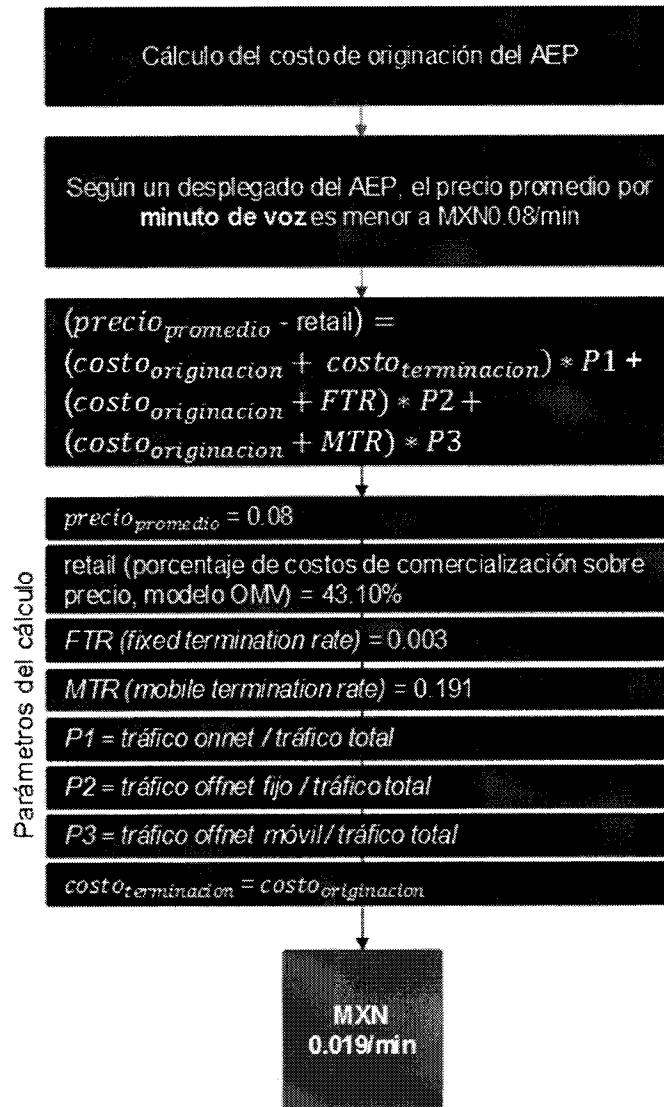 Cálculo del costo de originación del AEP
Según un desplegado del AEP, el precio promedio por
minuto de voz es menor a MXN0.08/min
(precio_promedio - retail) =
(costo_originacion + costo_terminacion) * P1 +
(costo_originacion + FTR) * P2 +
(costo_originacion + MTR) * P3
Parámetros del cálculo
precio_promedio = 0.08
retail (porcentaje de costos de comercialización sobre
precio, modelo OMV) = 43.10%
FTR (fixed termination rate) = 0.003
MTR (mobile termination rate) = 0.191
P1 = tráfico onnet / tráfico total
P2 = tráfico offnet fijo / tráfico total
P3 = tráfico offnet móvil / tráfico total
costo_terminacion = costo_originacion
MXN
0.019/min